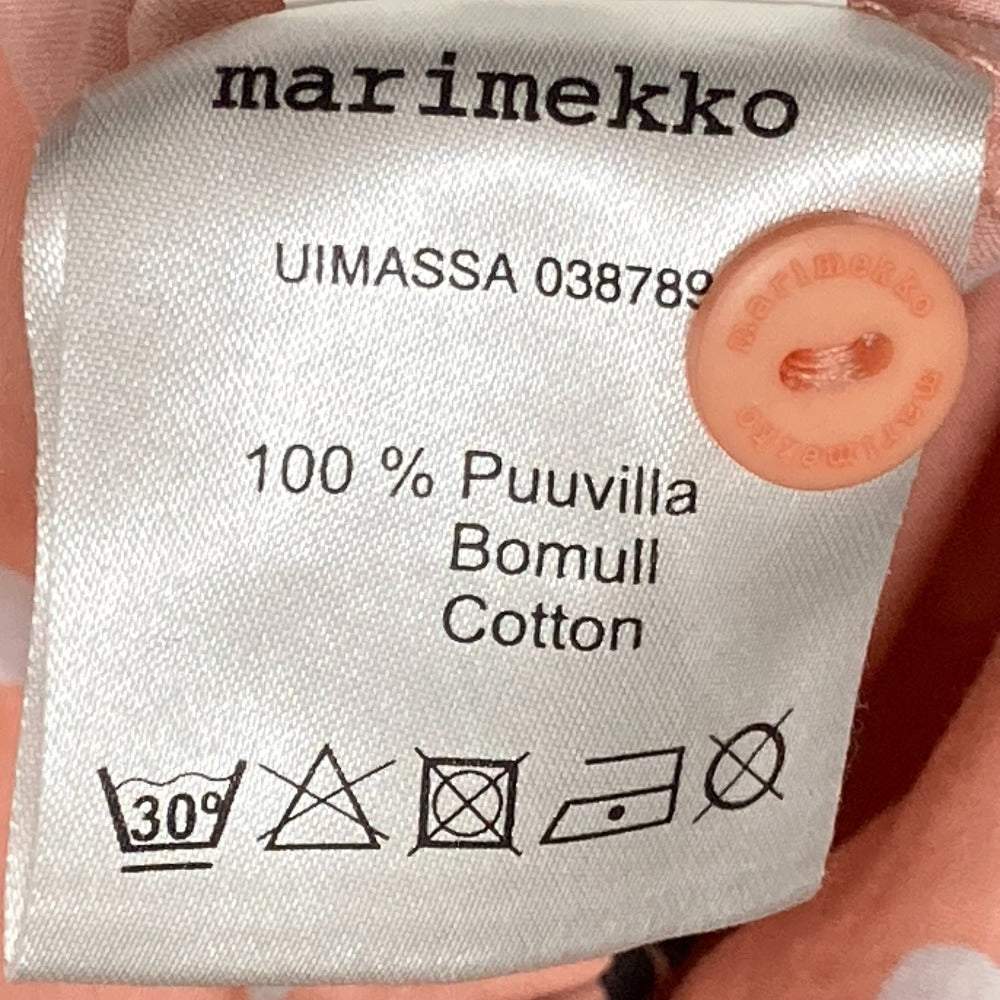 marimekko
UIMASSA 038789
marimekko
marimekko
100 % Puuvilla
Bomull
Cotton
30°